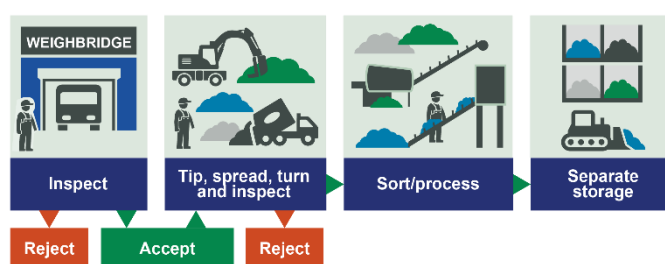 WEIGHBRIDGE
Inspect
Tip, spread, turn
and inspect
Sort/process
Separate
storage
Reject
Accept
Reject